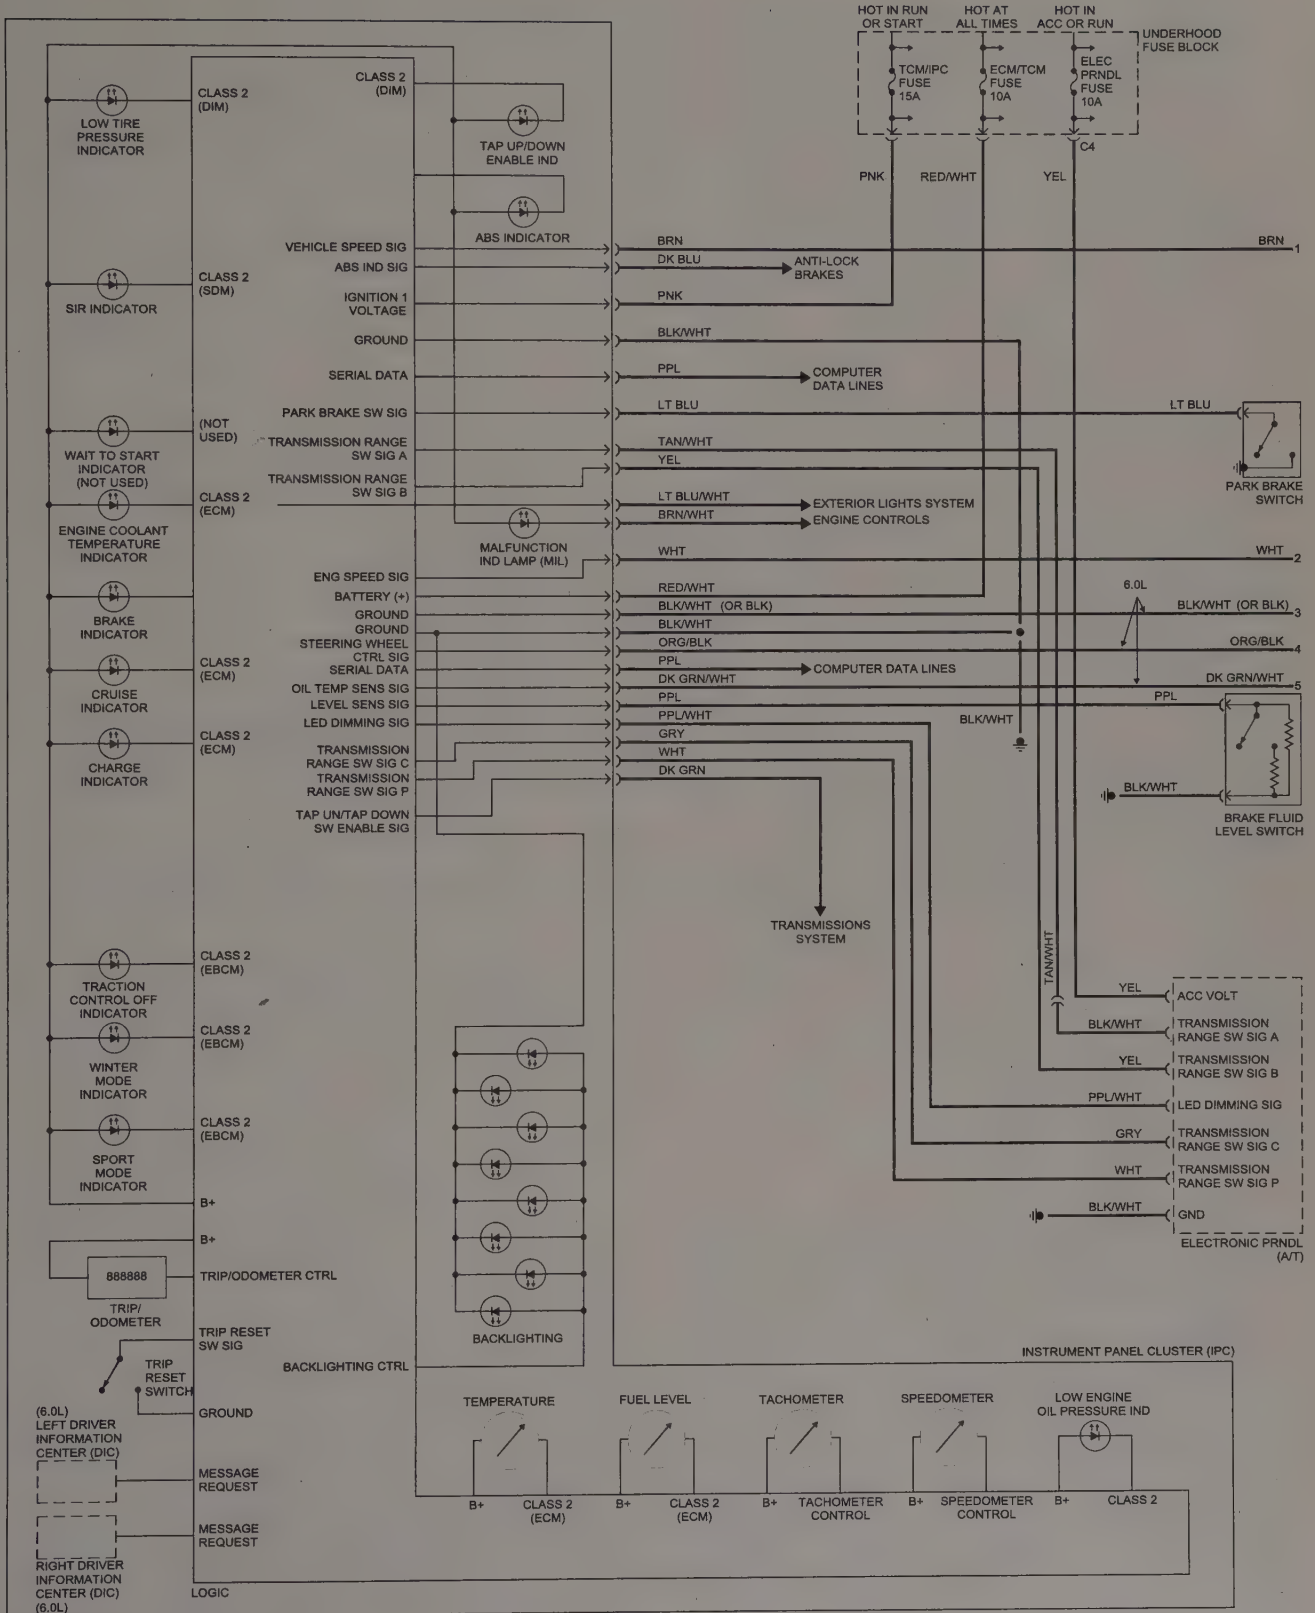 HOT IN RUN
OR START
HOT AT
ALL TIMES
HOT IN
ACC OR RUN
UNDERHOOD
FUSE BLOCK
TCM/IPC
FUSE
15A
ECM/TCM
FUSE
10A
ELEC
PRNDL
FUSE
10A
C4
PNK
RED/WHT
YEL
LOW TIRE
PRESSURE
INDICATOR
CLASS 2
(DIM)
CLASS 2
(DIM)
TAP UP/DOWN
ENABLE IND
ABS INDICATOR
SIR INDICATOR
CLASS 2
(SDM)
WAIT TO START
INDICATOR
(NOT USED)
(NOT
USED)
ENGINE COOLANT
TEMPERATURE
INDICATOR
CLASS 2
(ECM)
BRAKE
INDICATOR
CRUISE
INDICATOR
CLASS 2
(ECM)
CHARGE
INDICATOR
CLASS 2
(ECM)
TRACTION
CONTROL OFF
INDICATOR
CLASS 2
(EBCM)
WINTER
MODE
INDICATOR
CLASS 2
(EBCM)
SPORT
MODE
INDICATOR
CLASS 2
(EBCM)
B+
B+
888888
TRIP/ODOMETER CTRL
TRIP/
ODOMETER
TRIP RESET
SW SIG
TRIP
RESET
SWITCH
GROUND
(6.0L)
LEFT DRIVER
INFORMATION
CENTER (DIC)
MESSAGE
REQUEST
MESSAGE
REQUEST
RIGHT DRIVER
INFORMATION
CENTER (DIC)
(6.0L)
LOGIC
VEHICLE SPEED SIG
BRN
BRN
1
ABS IND SIG
DK BLU
ANTI-LOCK
BRAKES
IGNITION 1
VOLTAGE
PNK
GROUND
BLK/WHT
SERIAL DATA
PPL
COMPUTER
DATA LINES
PARK BRAKE SW SIG
LT BLU
LT BLU
PARK BRAKE
SWITCH
TRANSMISSION RANGE
SW SIG A
TAN/WHT
TRANSMISSION RANGE
SW SIG B
YEL
LT BLU/WHT
EXTERIOR LIGHTS SYSTEM
BRN/WHT
ENGINE CONTROLS
MALFUNCTION
IND LAMP (MIL)
ENG SPEED SIG
WHT
WHT
2
BATTERY (+)
RED/WHT
6.0L
GROUND
BLK/WHT (OR BLK)
BLK/WHT (OR BLK)
3
GROUND
BLK/WHT
STEERING WHEEL
CTRL SIG
ORG/BLK
ORG/BLK
4
SERIAL DATA
PPL
COMPUTER DATA LINES
OIL TEMP SENS SIG
DK GRN/WHT
DK GRN/WHT
5
LEVEL SENS SIG
PPL
PPL
LED DIMMING SIG
PPL/WHT
BLK/WHT
TRANSMISSION
RANGE SW SIG C
GRY
TRANSMISSION
RANGE SW SIG P
WHT
TAP UN/TAP DOWN
SW ENABLE SIG
DK GRN
TRANSMISSIONS
SYSTEM
BLK/WHT
BRAKE FLUID
LEVEL SWITCH
TAN/WHT
YEL
ACC VOLT
BLK/WHT
TRANSMISSION
RANGE SW SIG A
YEL
TRANSMISSION
RANGE SW SIG B
PPL/WHT
LED DIMMING SIG
GRY
TRANSMISSION
RANGE SW SIG C
WHT
TRANSMISSION
RANGE SW SIG P
BLK/WHT
GND
ELECTRONIC PRNDL
(A/T)
BACKLIGHTING
BACKLIGHTING CTRL
INSTRUMENT PANEL CLUSTER (IPC)
TEMPERATURE
FUEL LEVEL
TACHOMETER
SPEEDOMETER
LOW ENGINE
OIL PRESSURE IND
B+
CLASS 2
(ECM)
B+
CLASS 2
(ECM)
B+
TACHOMETER
CONTROL
B+
SPEEDOMETER
CONTROL
B+
CLASS 2